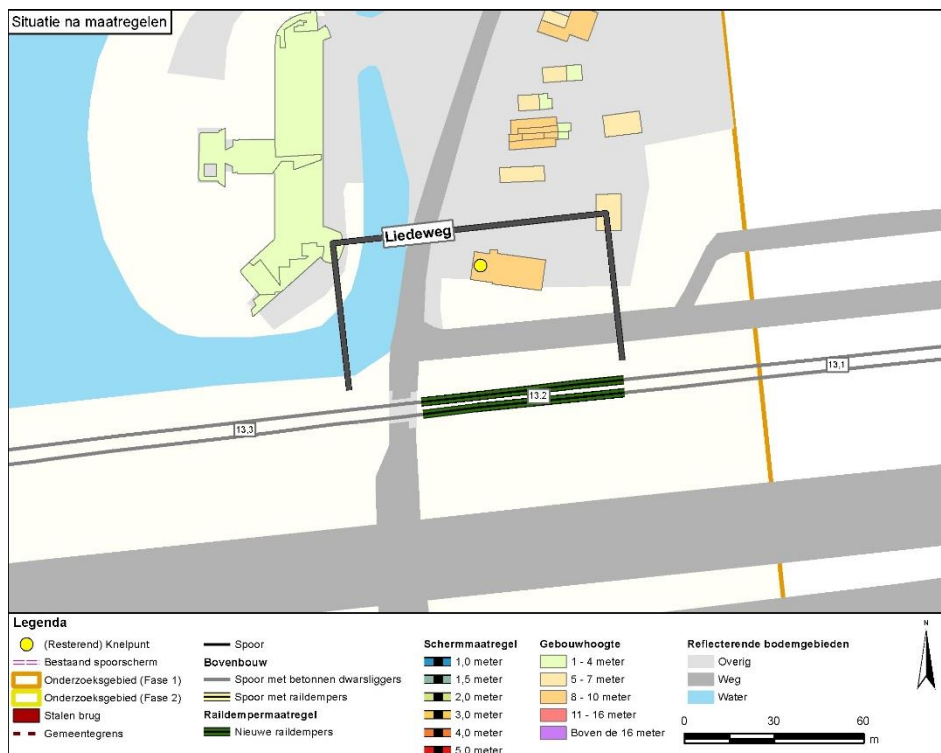 Situatie na maatregelen
Liedeweg
13,1
13,2
13,3
Legenda
(Resterend) Knelpunt
Bestaand spoorscherm
Onderzoeksgebied (Fase 1)
Onderzoeksgebied (Fase 2)
Stalen brug
Gemeentegrens
Spoor
Bovenbouw
Spoor met betonnen dwarsliggers
Spoor met raildempers
Raildempermaatregel
Nieuwe raildempers
Schermmaatregel
1,0 meter
1,5 meter
2,0 meter
3,0 meter
4,0 meter
5,0 meter
Gebouwhoogte
1 - 4 meter
5 - 7 meter
8 - 10 meter
11 - 16 meter
Boven de 16 meter
Reflecterende bodemgebieden
Overig
Weg
Water
N
0 30 60
m